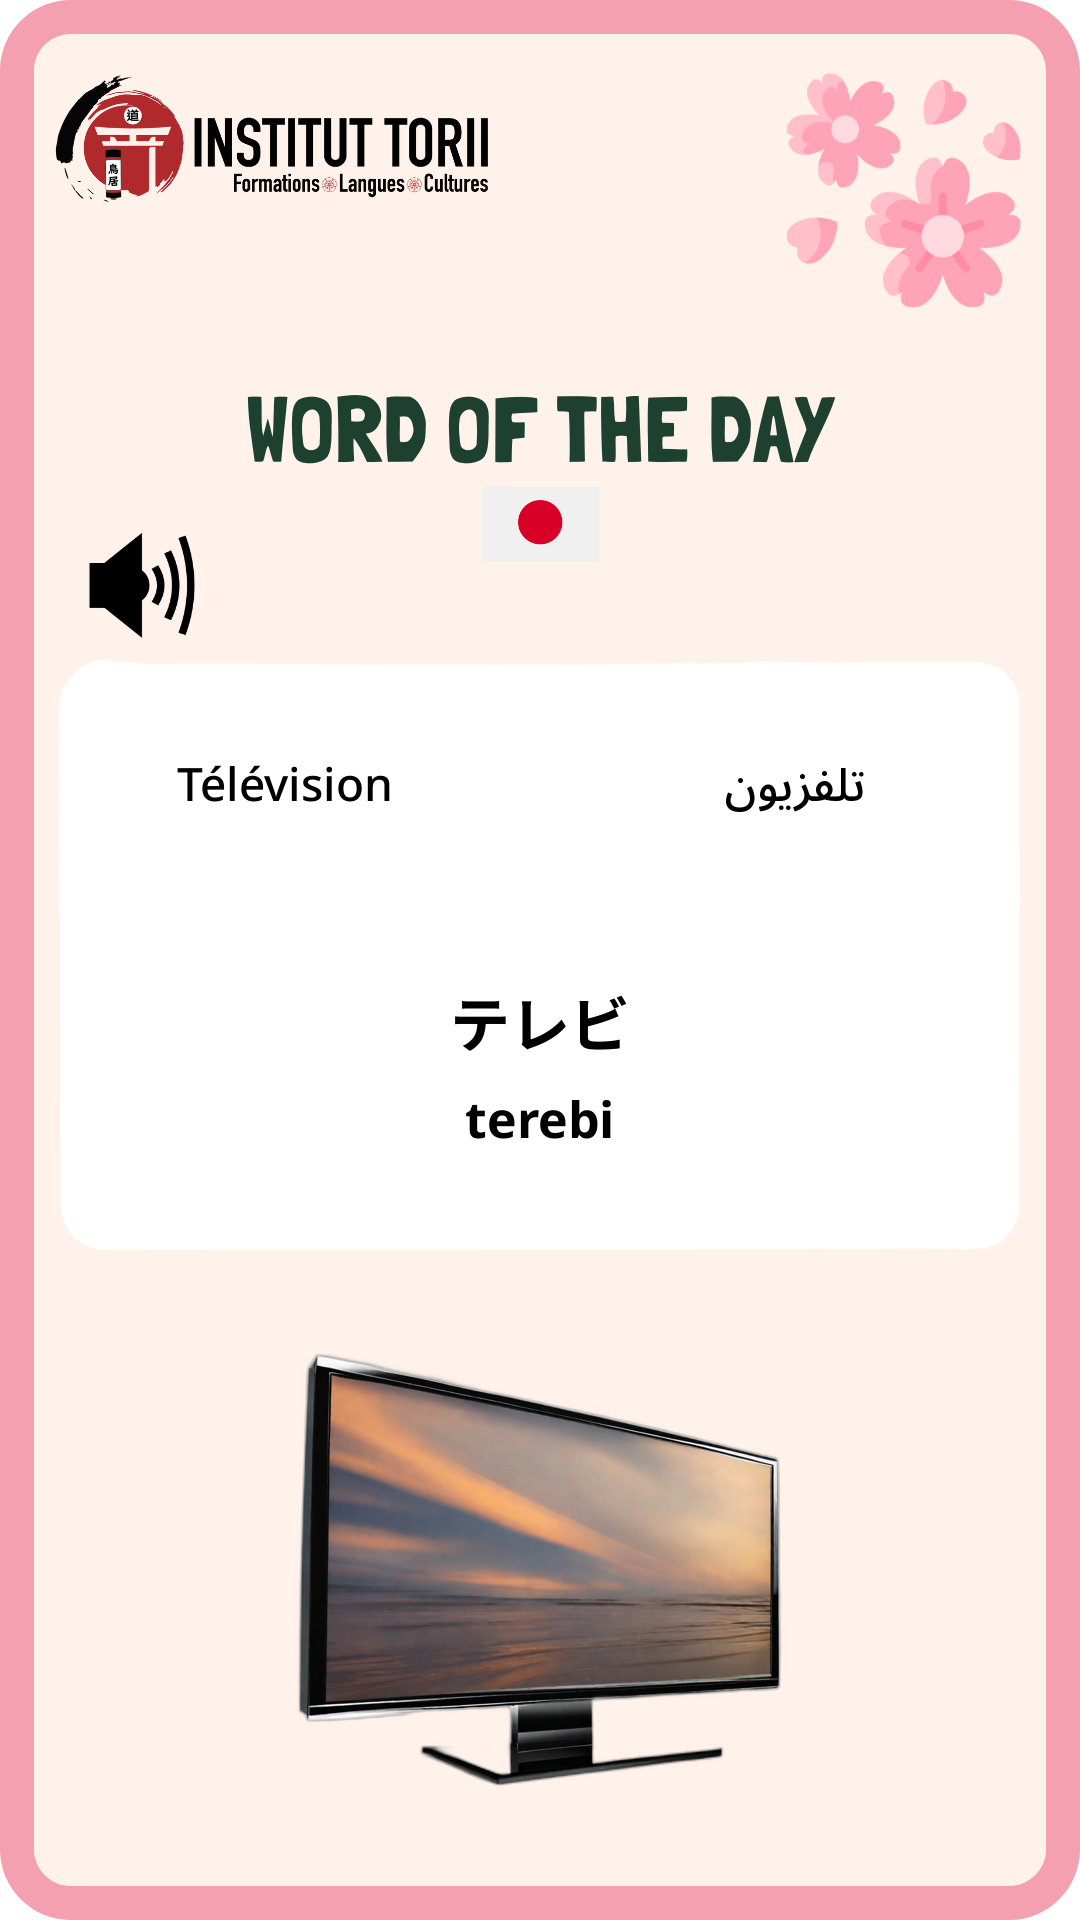 道
鳥居
INSTITUT TORII
Formations Langues Cultures
WORD OF THE DAY
Télévision
تلفزيون
テレビ
terebi